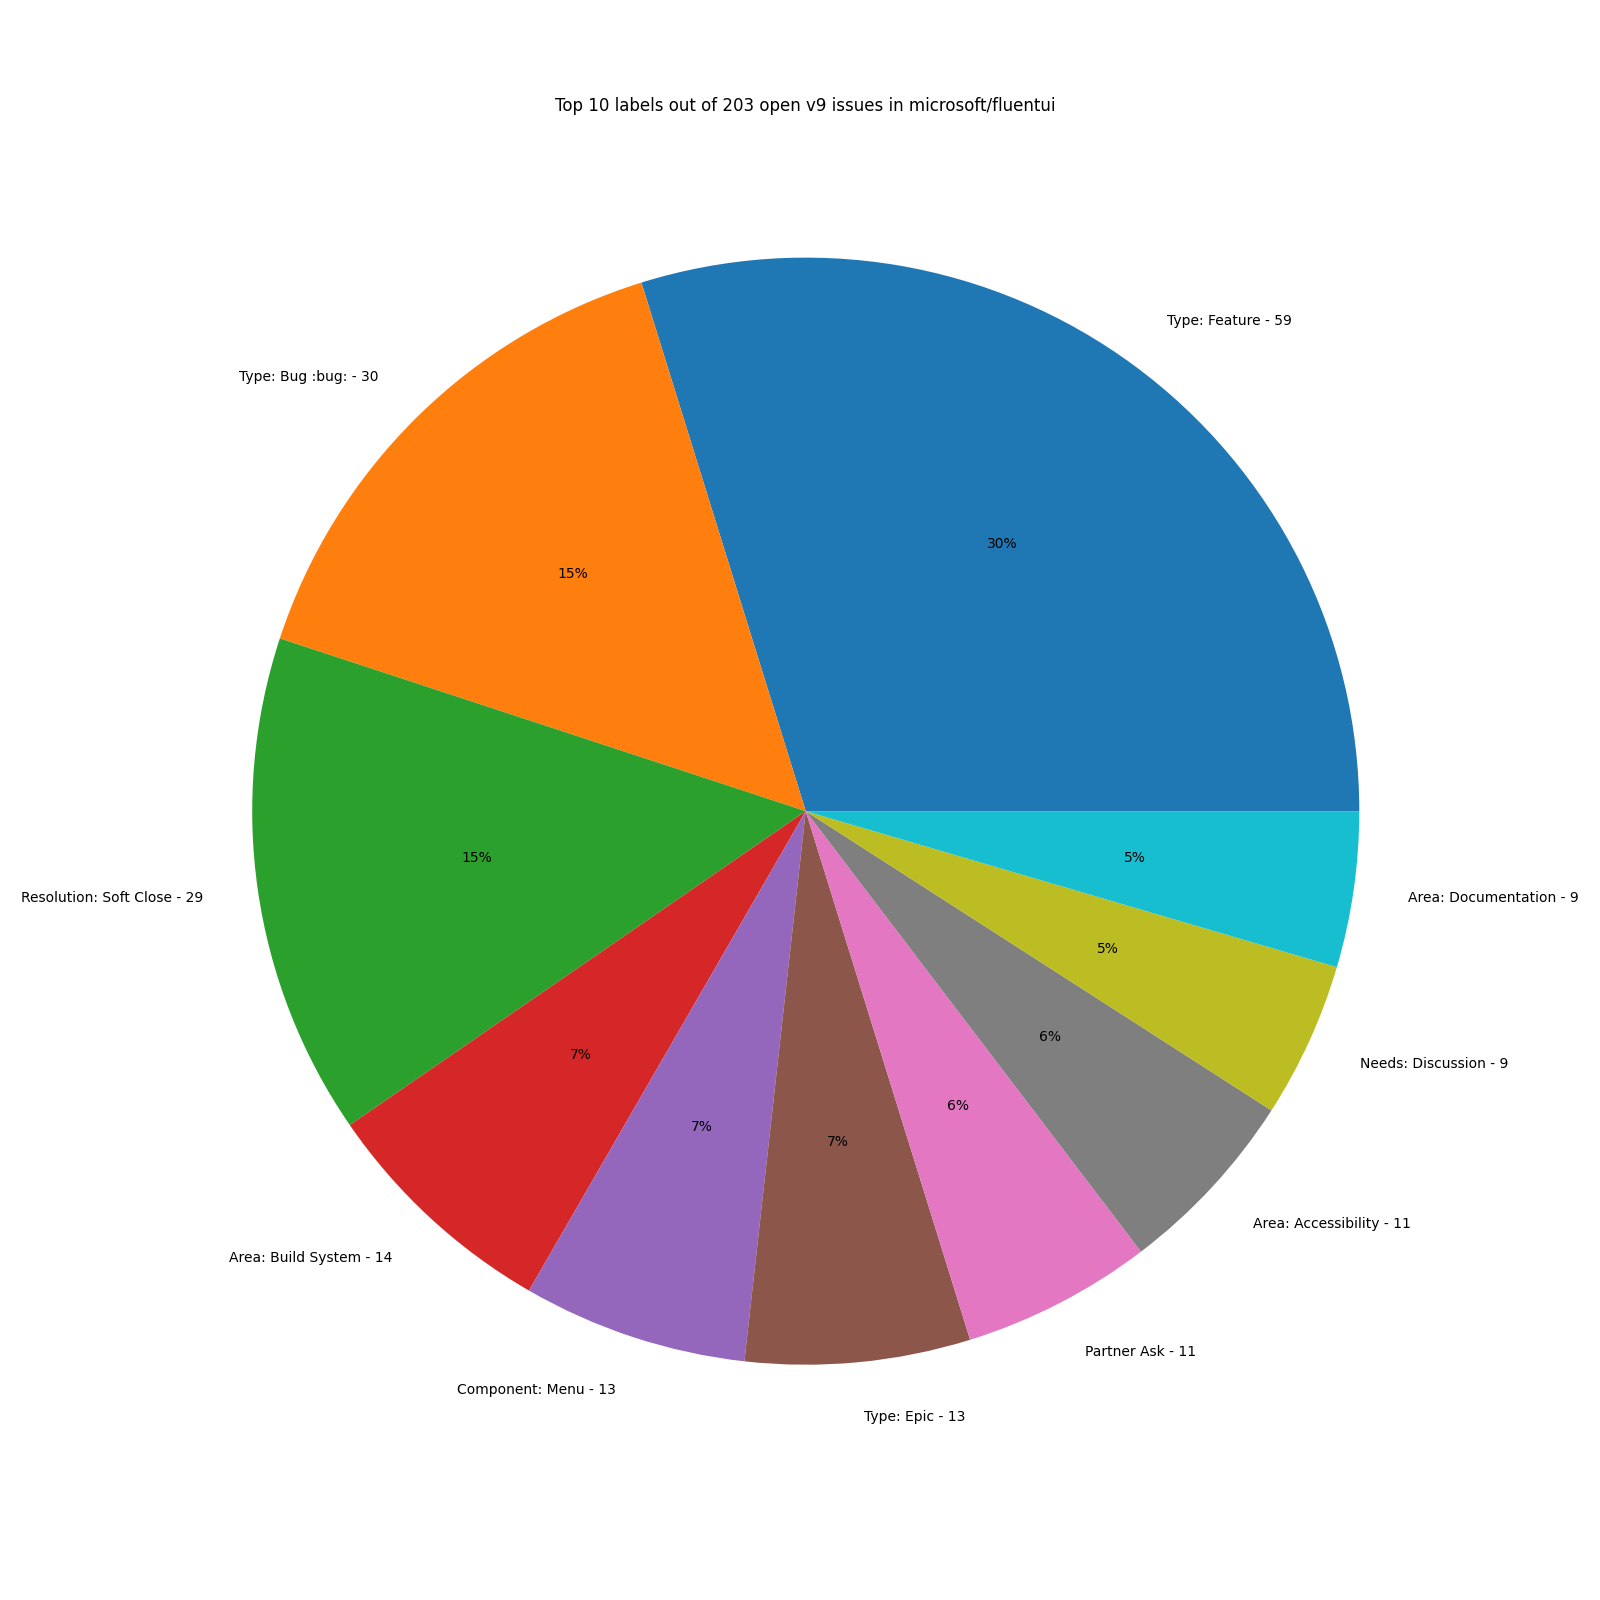 Top 10 labels out of 203 open v9 issues in microsoft/fluentui
Type: Feature - 59
Type: Bug :bug: - 30
30%
15%
15%
5%
Resolution: Soft Close - 29
Area: Documentation - 9
5%
6%
7%
Needs: Discussion - 9
6%
7%
7%
Area: Accessibility - 11
Area: Build System - 14
Partner Ask - 11
Component: Menu - 13
Type: Epic - 13